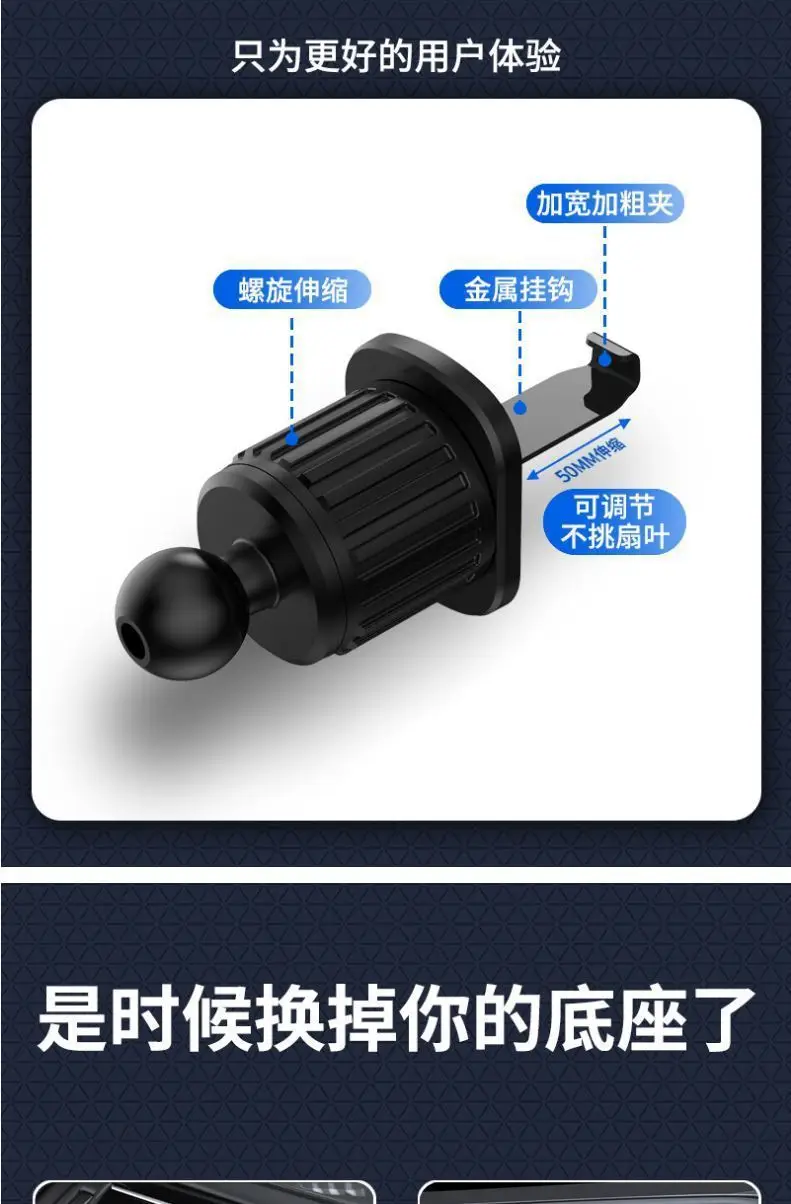 只为更好的用户体验
加宽加粗夹
螺旋伸缩
金属挂钩
50MM伸缩
可调节
不挑扇叶
是时候换掉你的底座了